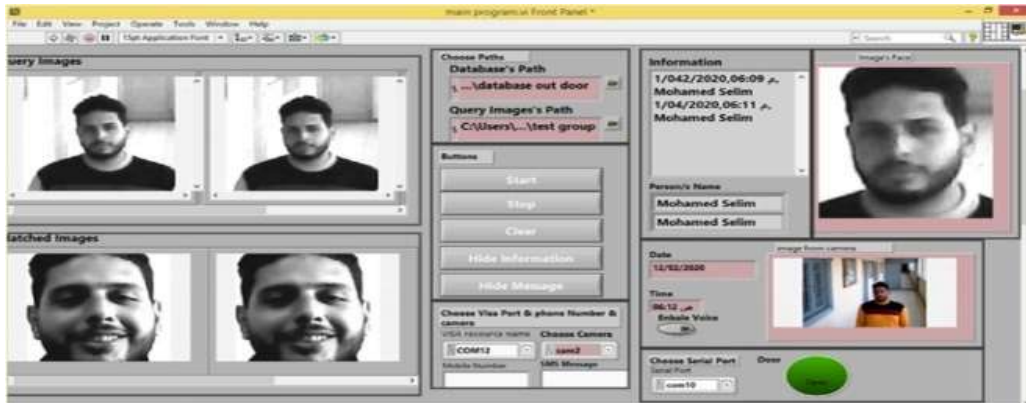 main program.vi Front Panel *
File Edit View Project Operate Tools Window Help
15pt Application Font
Search
uery Images
Matched Images
Choose Paths
Database's Path
...\database out door
Query Images's Path
C:\Users\...\test group
Buttons
Start
Stop
Clear
Hide Information
Hide Message
Choose Visa Port & phone Number & camera
VISA resource name
Choose Camera
COM12
cam2
Mobile Number
SMS Message
Information
1/042/2020,06:09 م
Mohamed Selim
1/04/2020,06:11 م
Mohamed Selim
Person/s Name
Mohamed Selim
Mohamed Selim
Image's Face
Date
12/02/2020
Time
06:12 ص
Enbale Voice
image from camera
Choose Serial Port
Door
Serial Port
com10